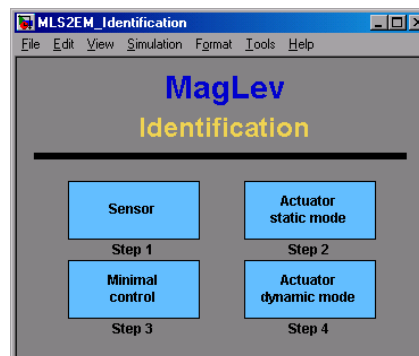 MLS2EM_Identification
File Edit View Simulation Format Tools Help
MagLev
Identification
Sensor
Actuator
static mode
Step 1
Step 2
Minimal
control
Actuator
dynamic mode
Step 3
Step 4